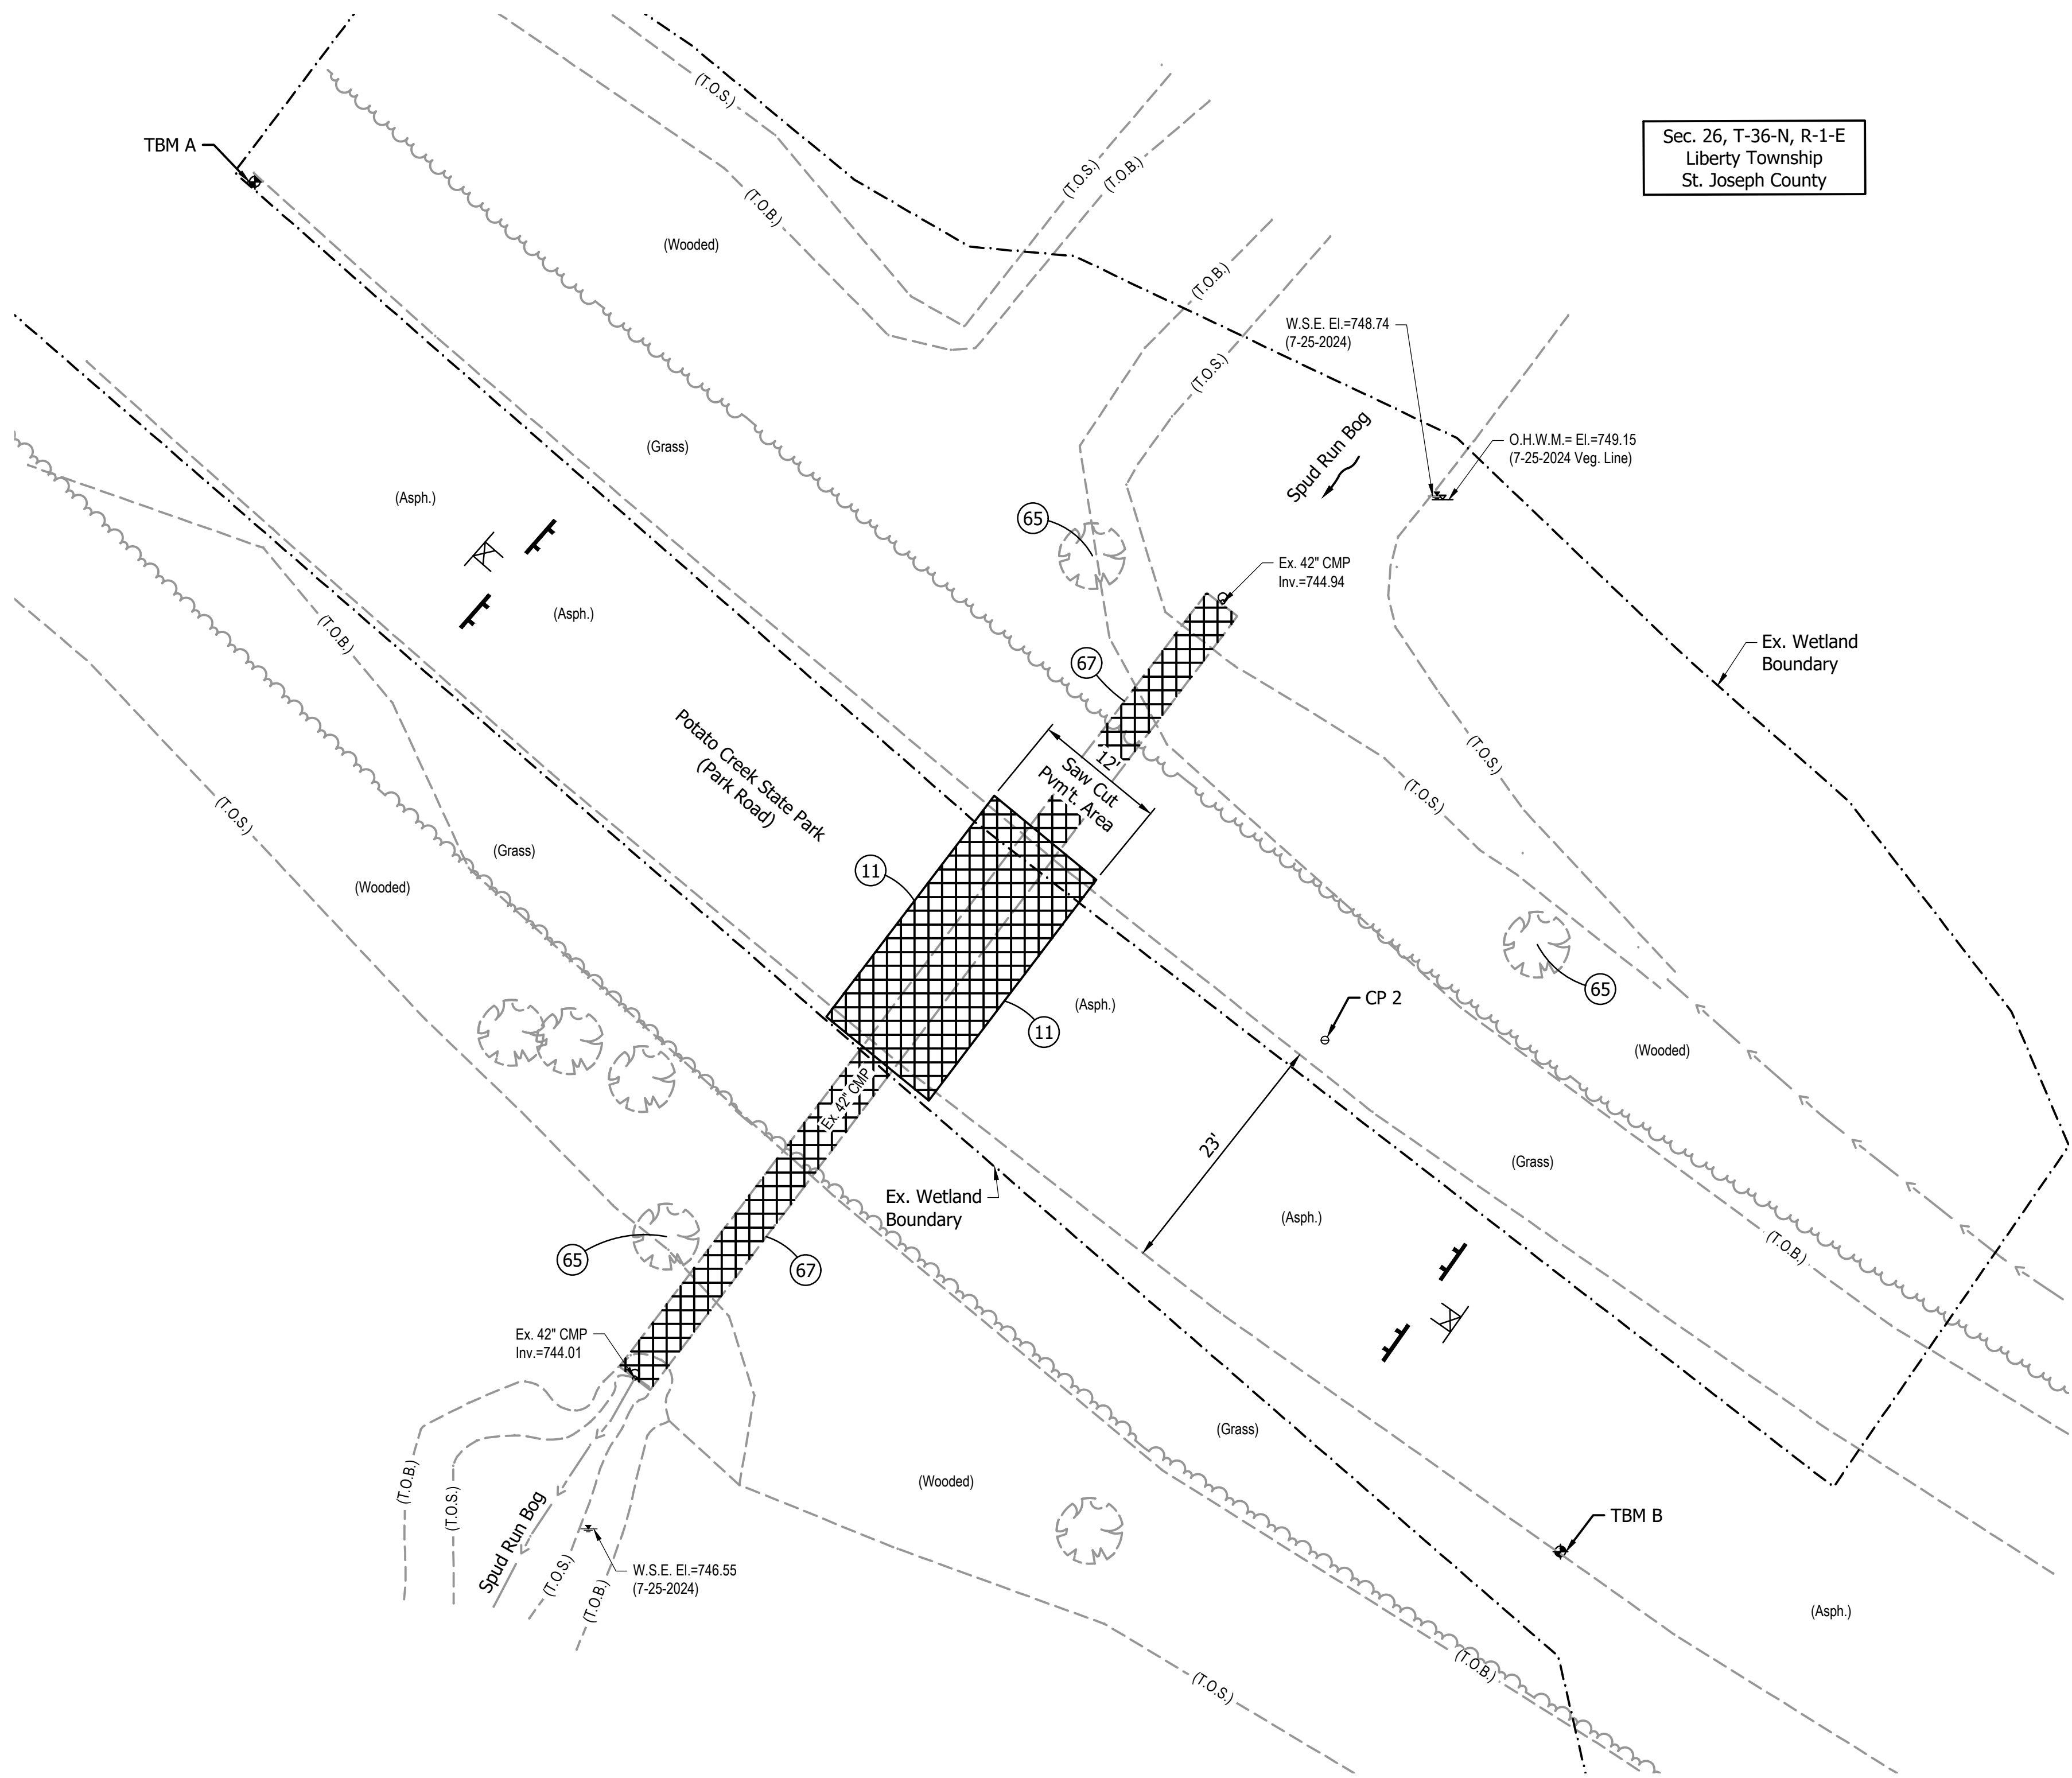 (T.O.S.)
Sec. 26, T-36-N, R-1-E
Liberty Township
St. Joseph County
TBM A
(T.O.S.)
(T.O.B.)
(T.O.B.)
(Wooded)
(T.O.B.)
W.S.E. El.=748.74
(7-25-2024)
(T.O.S.)
(Grass)
Spud Run Bog
O.H.W.M.= El.=749.15
(7-25-2024 Veg. Line)
(Asph.)
65
Ex. 42" CMP
Inv.=744.94
(Asph.)
(T.O.B.)
Ex. Wetland
Boundary
67
Potato Creek State Park
(Park Road)
12'
Saw Cut
Pvm't. Area
(T.O.S.)
(T.O.S.)
(T.O.S.)
(Grass)
(Wooded)
11
65
(Asph.)
CP 2
11
(Wooded)
Ex. 42" CMP
23'
(Grass)
Ex. Wetland
Boundary
(Asph.)
(T.O.B.)
65
67
Ex. 42" CMP
Inv.=744.01
(Grass)
(Wooded)
(T.O.B.)
(T.O.S.)
Spud Run Bog
TBM B
(T.O.S.)
(T.O.B.)
W.S.E. El.=746.55
(7-25-2024)
(Asph.)
(T.O.B.)
(T.O.S.)